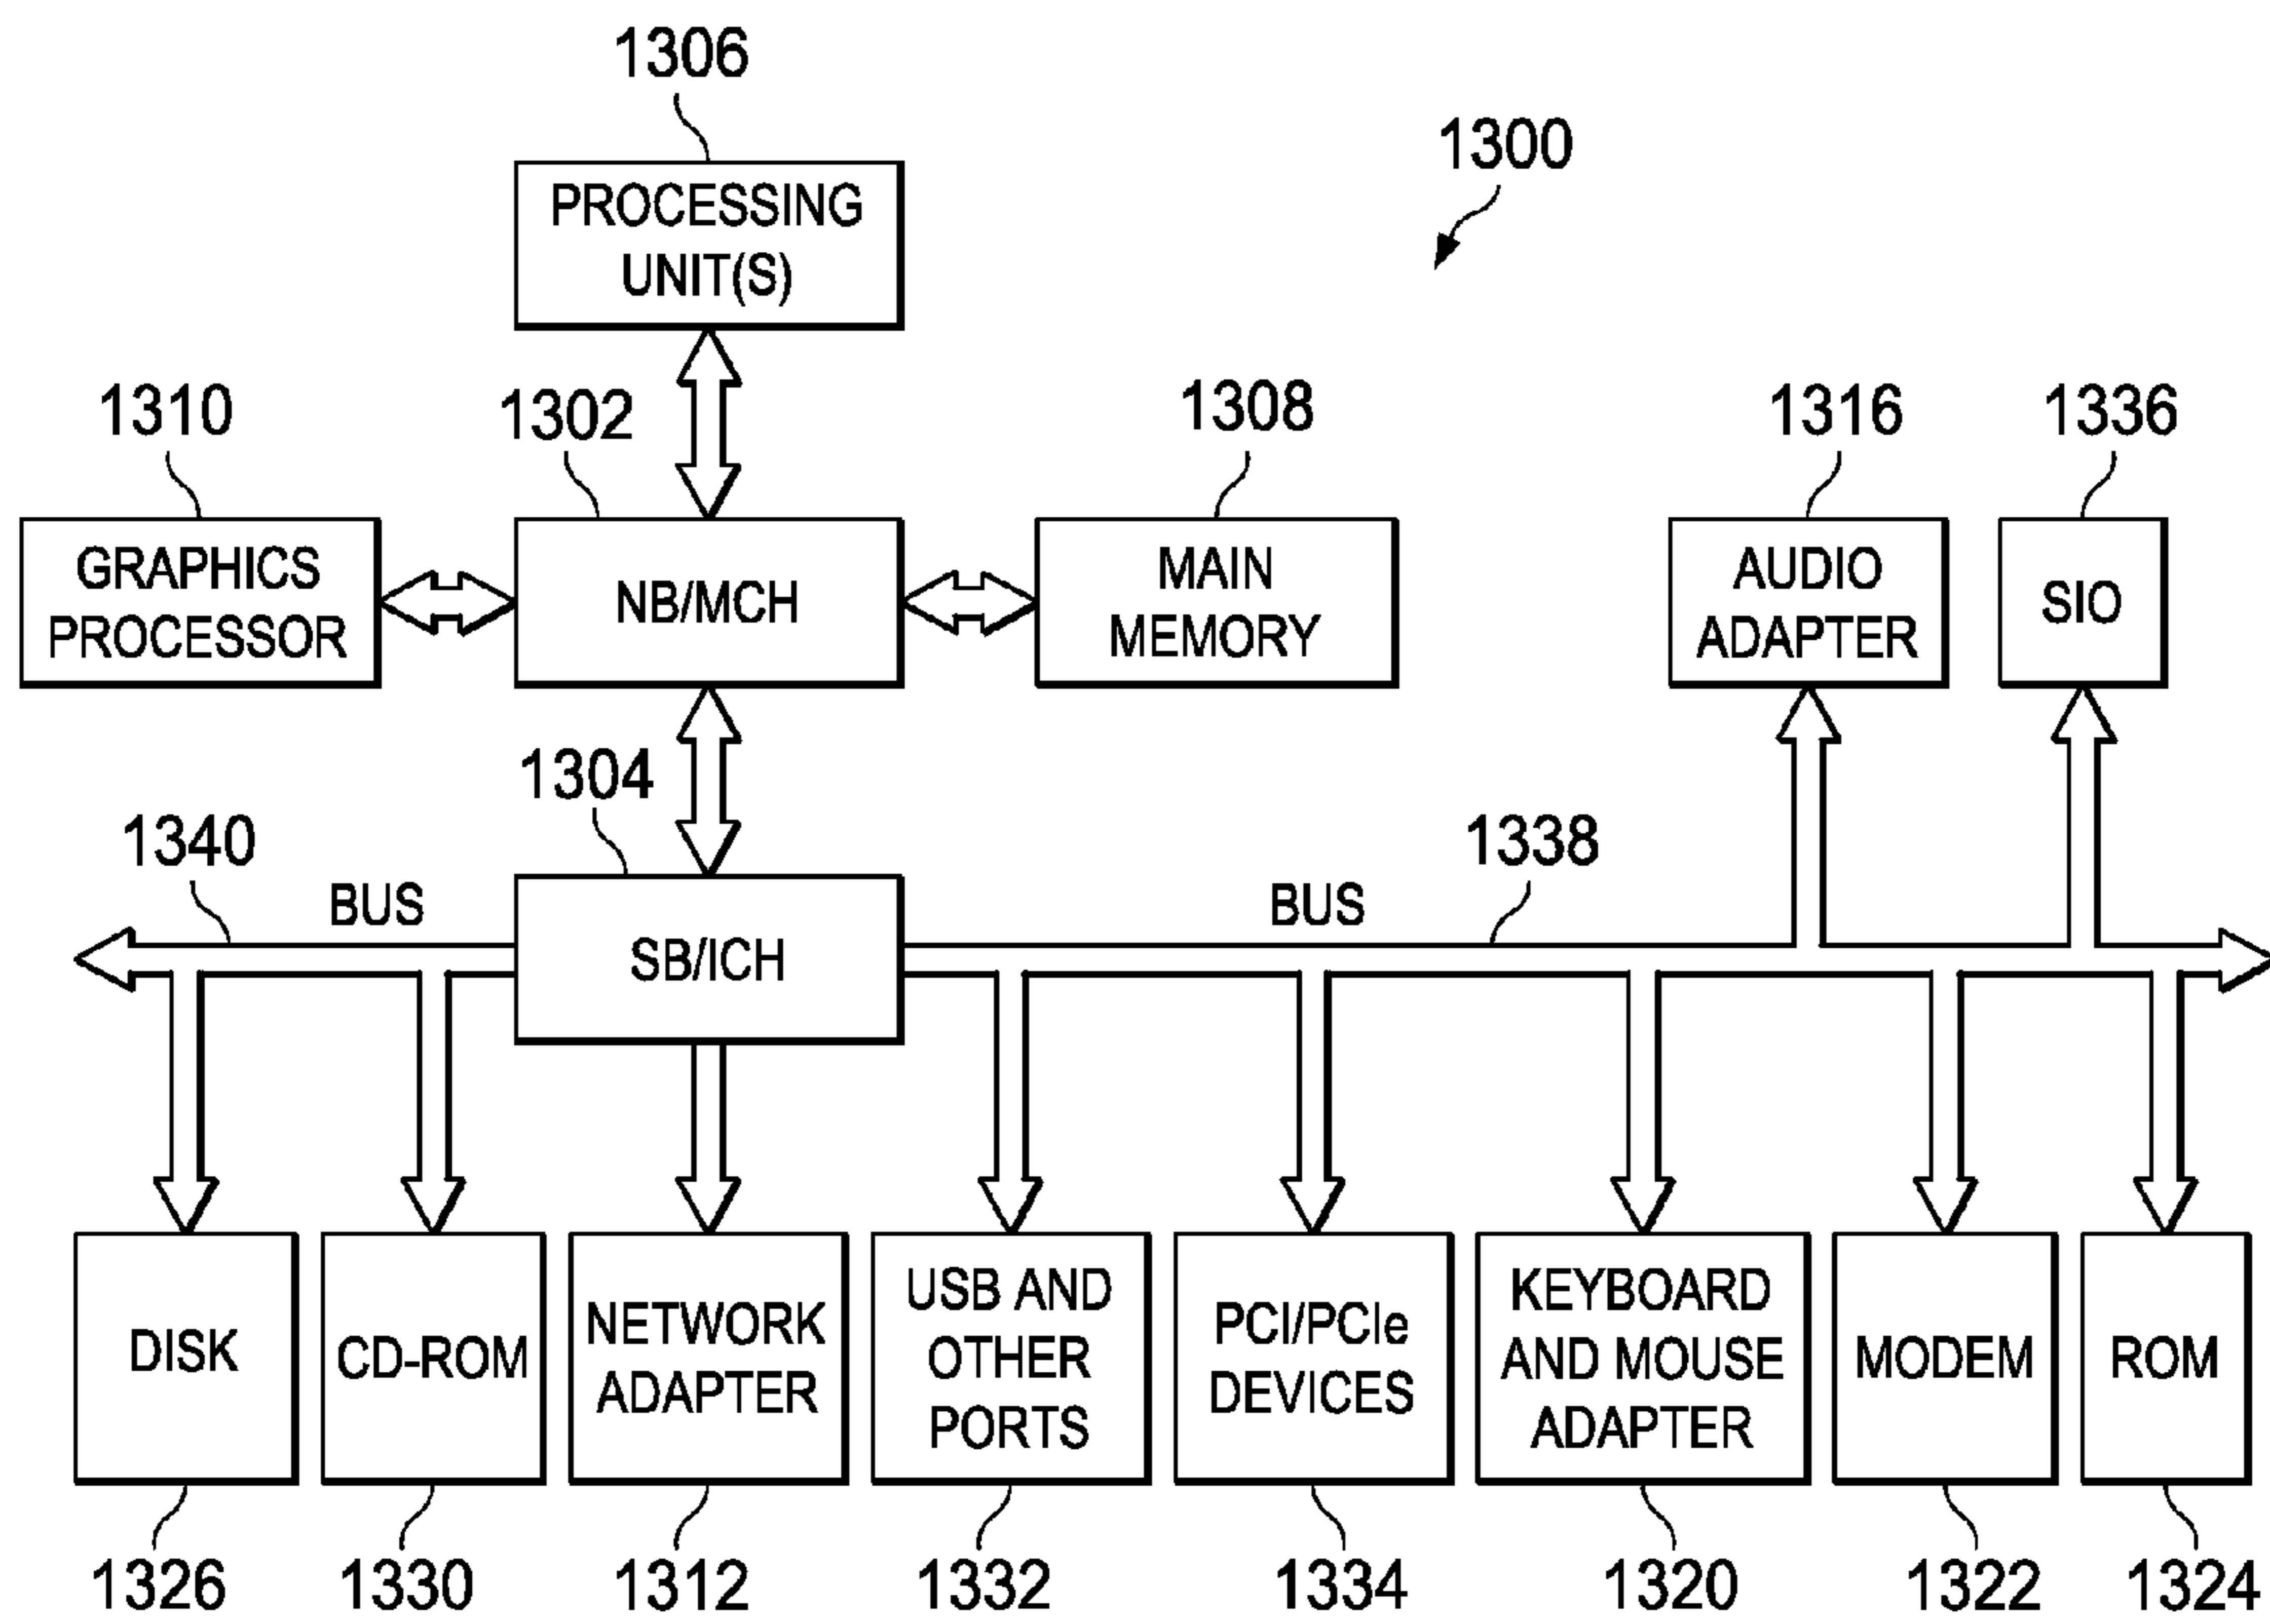 1306
1300
PROCESSING
UNIT(S)
1310
1302
1308
1316
1336
GRAPHICS
PROCESSOR
NB/MCH
MAIN
MEMORY
AUDIO
ADAPTER
SIO
1304
1340
1338
BUS
BUS
SB/ICH
DISK
CD-ROM
NETWORK
ADAPTER
USB AND
OTHER
PORTS
PCI/PCIe
DEVICES
KEYBOARD
AND MOUSE
ADAPTER
MODEM
ROM
1326
1330
1312
1332
1334
1320
1322
1324